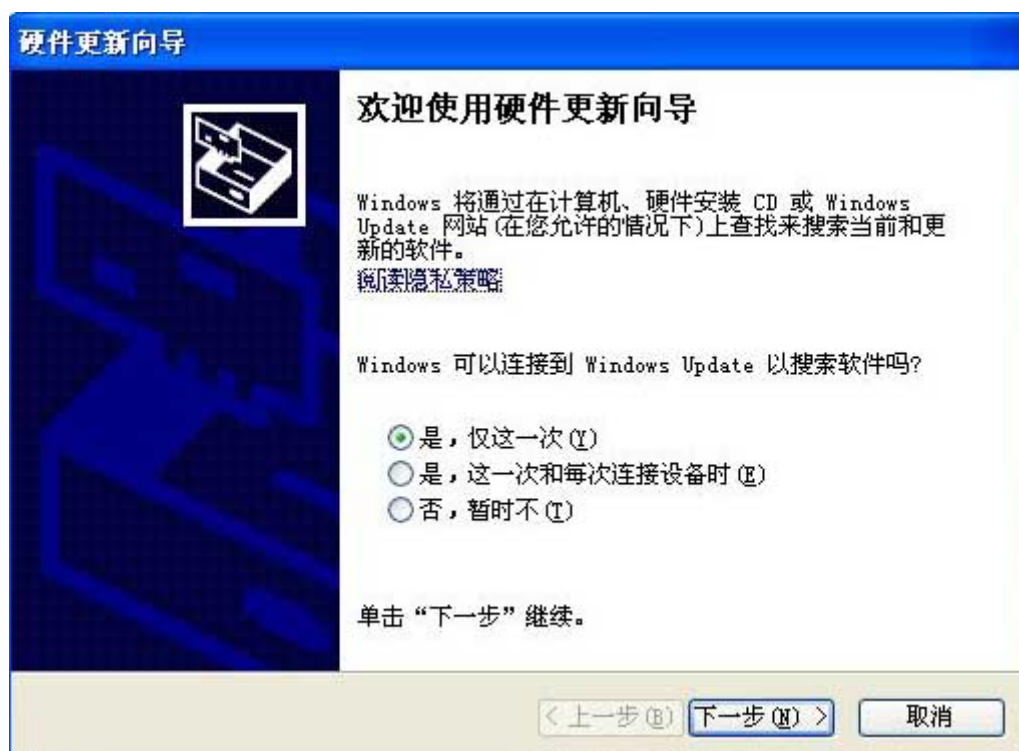 硬件更新向导
欢迎使用硬件更新向导
Windows 将通过在计算机、硬件安装 CD 或 Windows
Update 网站(在您允许的情况下)上查找来搜索当前和更
新的软件。
阅读隐私策略
Windows 可以连接到 Windows Update 以搜索软件吗?
是，仅这一次(Y)
是，这一次和每次连接设备时(E)
否，暂时不(T)
单击“下一步”继续。
< 上一步(B) 下一步(N) > 取消